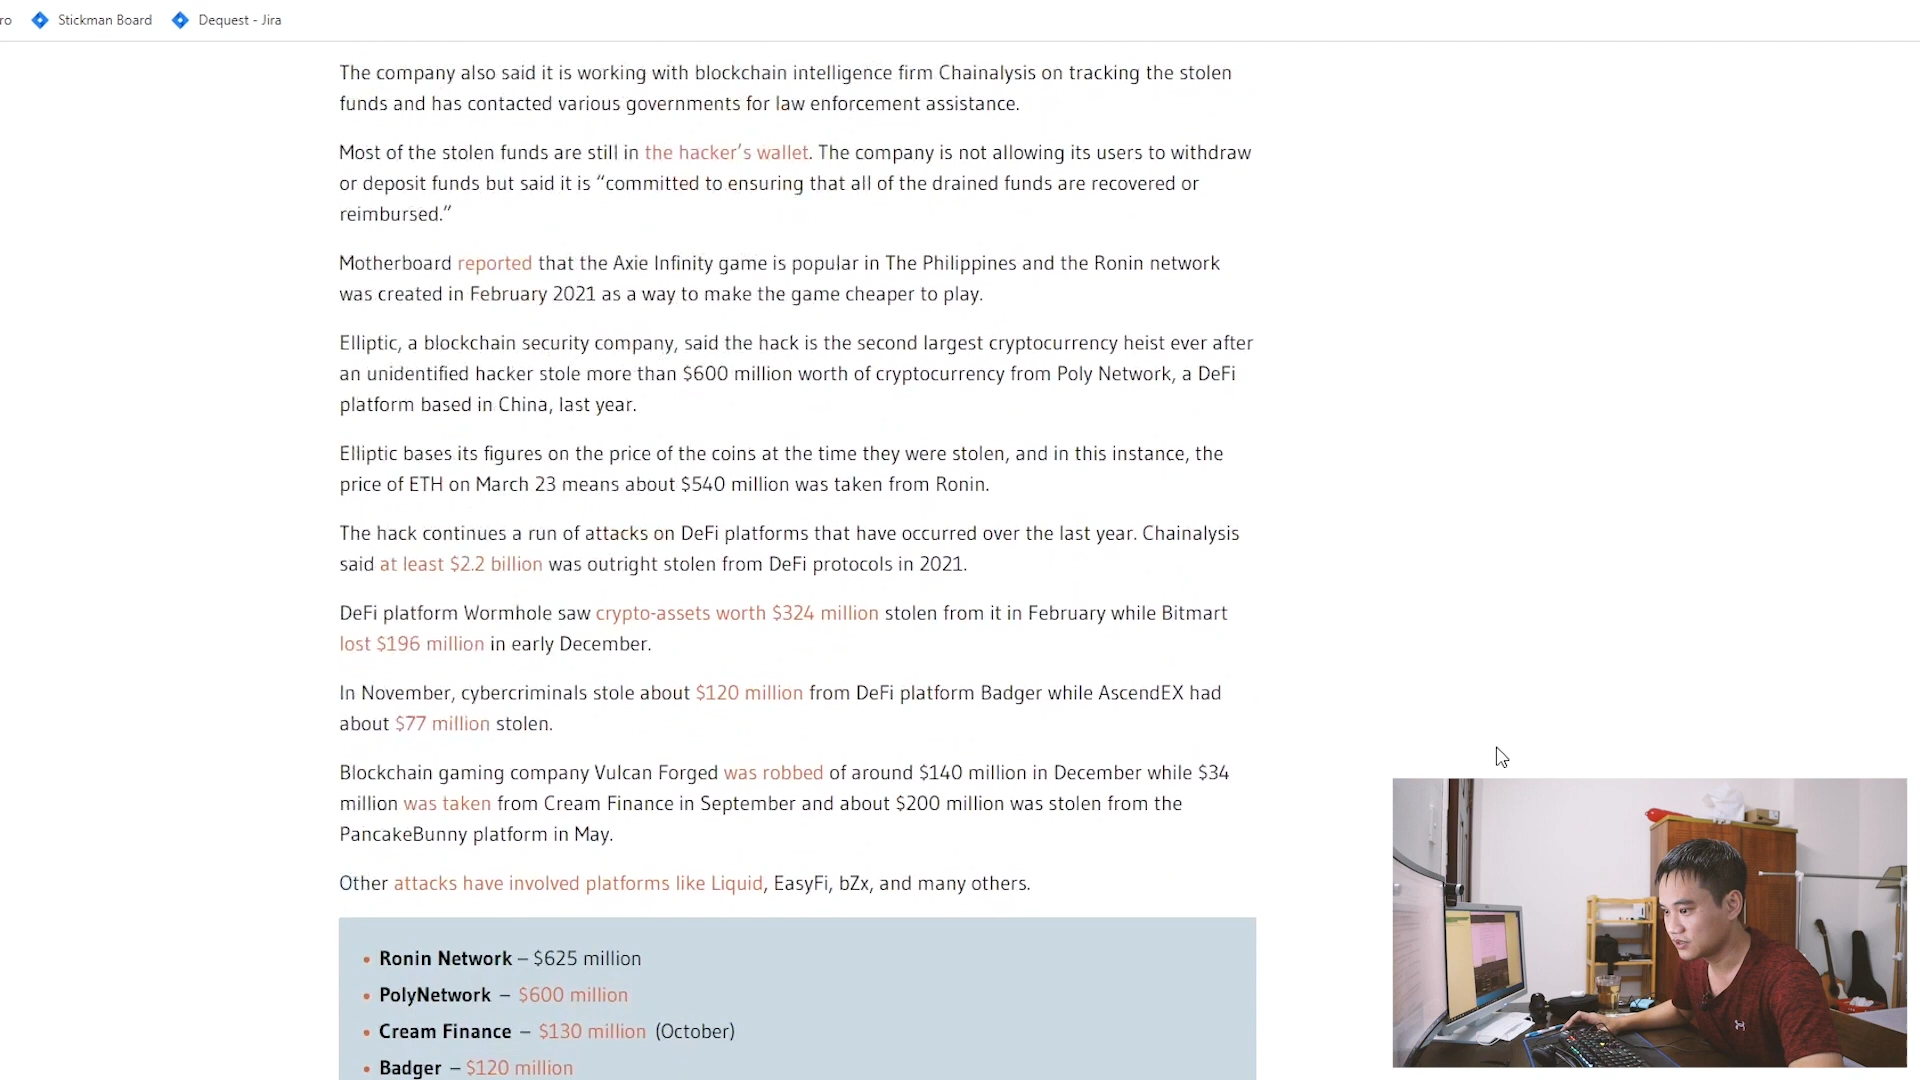 ro Stickman Board Dequest - Jira
The company also said it is working with blockchain intelligence firm Chainalysis on tracking the stolen
funds and has contacted various governments for law enforcement assistance.
Most of the stolen funds are still in the hacker’s wallet. The company is not allowing its users to withdraw
or deposit funds but said it is “committed to ensuring that all of the drained funds are recovered or
reimbursed.”
Motherboard reported that the Axie Infinity game is popular in The Philippines and the Ronin network
was created in February 2021 as a way to make the game cheaper to play.
Elliptic, a blockchain security company, said the hack is the second largest cryptocurrency heist ever after
an unidentified hacker stole more than $600 million worth of cryptocurrency from Poly Network, a DeFi
platform based in China, last year.
Elliptic bases its figures on the price of the coins at the time they were stolen, and in this instance, the
price of ETH on March 23 means about $540 million was taken from Ronin.
The hack continues a run of attacks on DeFi platforms that have occurred over the last year. Chainalysis
said at least $2.2 billion was outright stolen from DeFi protocols in 2021.
DeFi platform Wormhole saw crypto-assets worth $324 million stolen from it in February while Bitmart
lost $196 million in early December.
In November, cybercriminals stole about $120 million from DeFi platform Badger while AscendEX had
about $77 million stolen.
Blockchain gaming company Vulcan Forged was robbed of around $140 million in December while $34
million was taken from Cream Finance in September and about $200 million was stolen from the
PancakeBunny platform in May.
Other attacks have involved platforms like Liquid, EasyFi, bZx, and many others.
• Ronin Network – $625 million
• PolyNetwork – $600 million
• Cream Finance – $130 million (October)
• Badger – $120 million